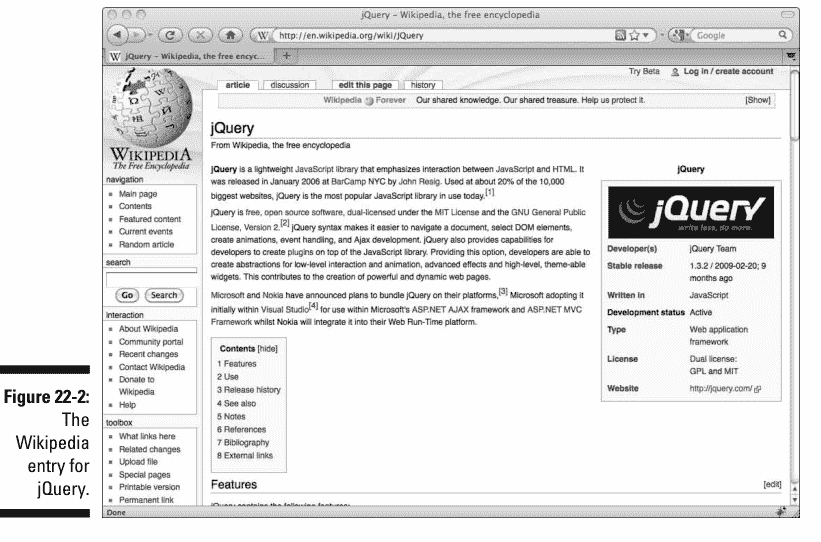 jQuery – Wikipedia, the free encyclopedia
http://en.wikipedia.org/wiki/JQuery
Google
W jQuery – Wikipedia, the free encyc...
Try Beta Log in / create account
article discussion edit this page history
Wikipedia Forever Our shared knowledge. Our shared treasure. Help us protect it. [Show]
WIKIPEDIA
The Free Encyclopedia
navigation
Main page
Contents
Featured content
Current events
Random article
search
Go Search
interaction
About Wikipedia
Community portal
Recent changes
Contact Wikipedia
Donate to
Wikipedia
Help
toolbox
What links here
Related changes
Upload file
Special pages
Printable version
Permanent link
jQuery
From Wikipedia, the free encyclopedia
jQuery is a lightweight JavaScript library that emphasizes interaction between JavaScript and HTML. It
was released in January 2006 at BarCamp NYC by John Resig. Used at about 20% of the 10,000
biggest websites, jQuery is the most popular JavaScript library in use today.[1]
jQuery is free, open source software, dual-licensed under the MIT License and the GNU General Public
License, Version 2.[2] jQuery syntax makes it easier to navigate a document, select DOM elements,
create animations, event handling, and Ajax development. jQuery also provides capabilities for
developers to create plugins on top of the JavaScript library. Providing this option, developers are able to
create abstractions for low-level interaction and animation, advanced effects and high-level, theme-able
widgets. This contributes to the creation of powerful and dynamic web pages.
Microsoft and Nokia have announced plans to bundle jQuery on their platforms,[3] Microsoft adopting it
initially within Visual Studio[4] for use within Microsoft's ASP.NET AJAX framework and ASP.NET MVC
Framework whilst Nokia will integrate it into their Web Run-Time platform.
Contents [hide]
1 Features
2 Use
3 Release history
4 See also
5 Notes
6 References
7 Bibliography
8 External links
Features [edit]
jQuery contains the following features:
jQuery
jQuery
write less, do more.
Developer(s) jQuery Team
Stable release 1.3.2 / 2009-02-20; 9
months ago
Written in JavaScript
Development status Active
Type Web application
framework
License Dual license:
GPL and MIT
Website http://jquery.com/
Done
Figure 22-2:
The
Wikipedia
entry for
jQuery.